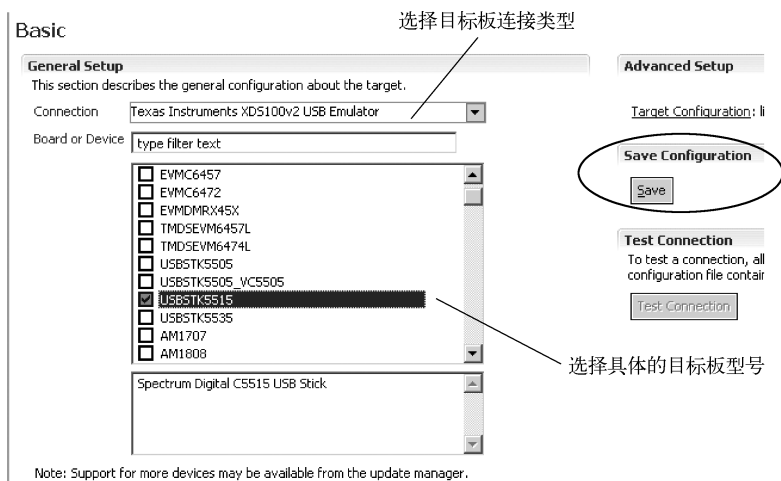 选择目标板连接类型
Basic
General Setup
This section describes the general configuration about the target.
Connection
Texas Instruments XDS100v2 USB Emulator
Board or Device
type filter text
EVMC6457
EVMC6472
EVMDMRX45X
TMDSEVM6457L
TMDSEVM6474L
USBSTK5505
USBSTK5505_VC5505
USBSTK5515
USBSTK5535
AM1707
AM1808
选择具体的目标板型号
Spectrum Digital C5515 USB Stick
Note: Support for more devices may be available from the update manager.
Advanced Setup
Target Configuration: li
Save Configuration
Save
Test Connection
To test a connection, all
configuration file contair
Test Connection